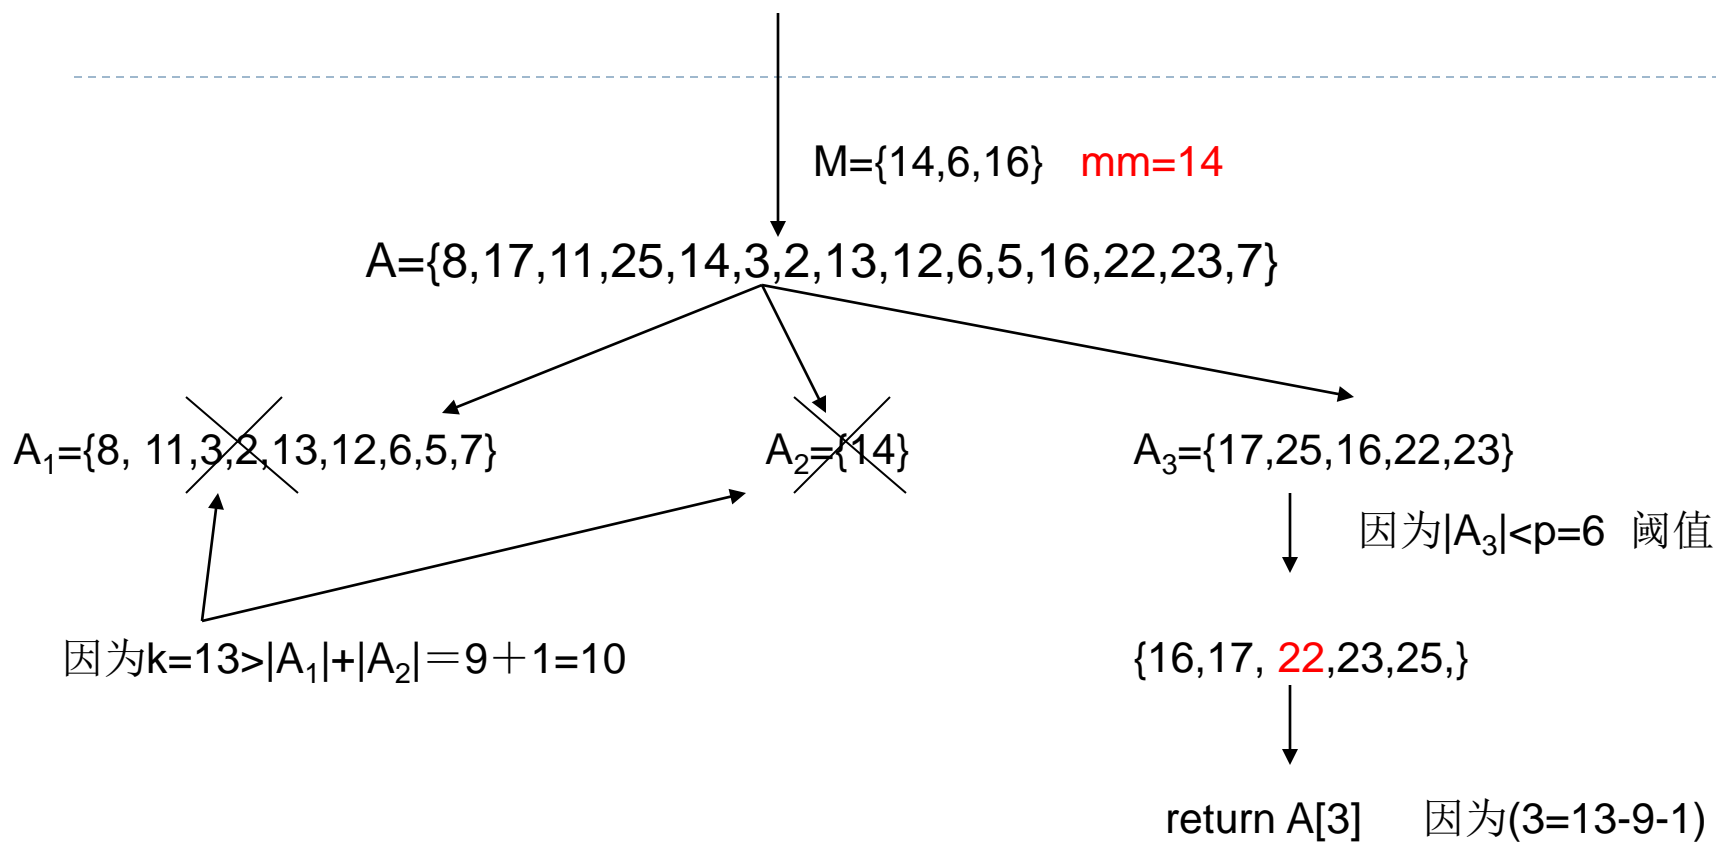 M={14,6,16} mm=14
A={8,17,11,25,14,3,2,13,12,6,5,16,22,23,7}
A₁={8, 11,3,2,13,12,6,5,7}
A₂={14}
A₃={17,25,16,22,23}
因为|A₃|<p=6 阈值
因为k=13>|A₁|+|A₂|＝9＋1=10
{16,17, 22,23,25,}
return A[3] 因为(3=13-9-1)